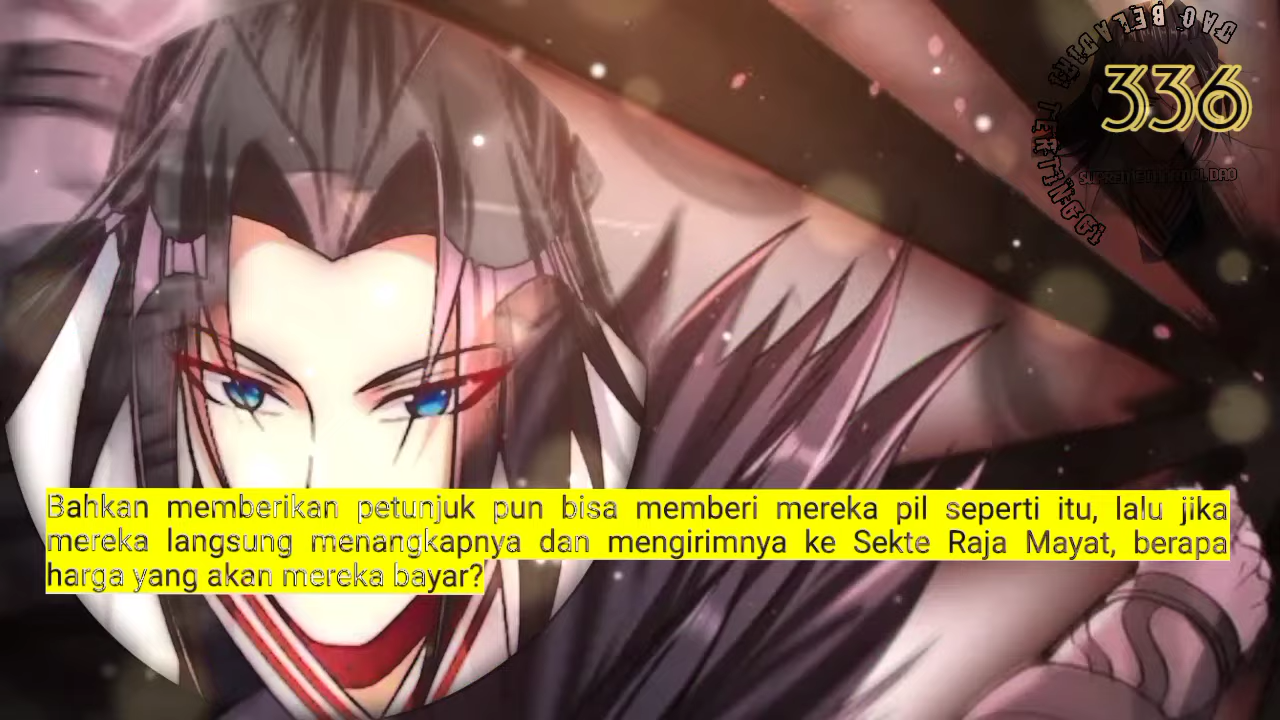 DAO BELADIRI TERTINGGI
336
SUPREME ETERNAL DAO
Bahkan memberikan petunjuk pun bisa memberi mereka pil seperti itu, lalu jika
mereka langsung menangkapnya dan mengirimnya ke Sekte Raja Mayat, berapa
harga yang akan mereka bayar?